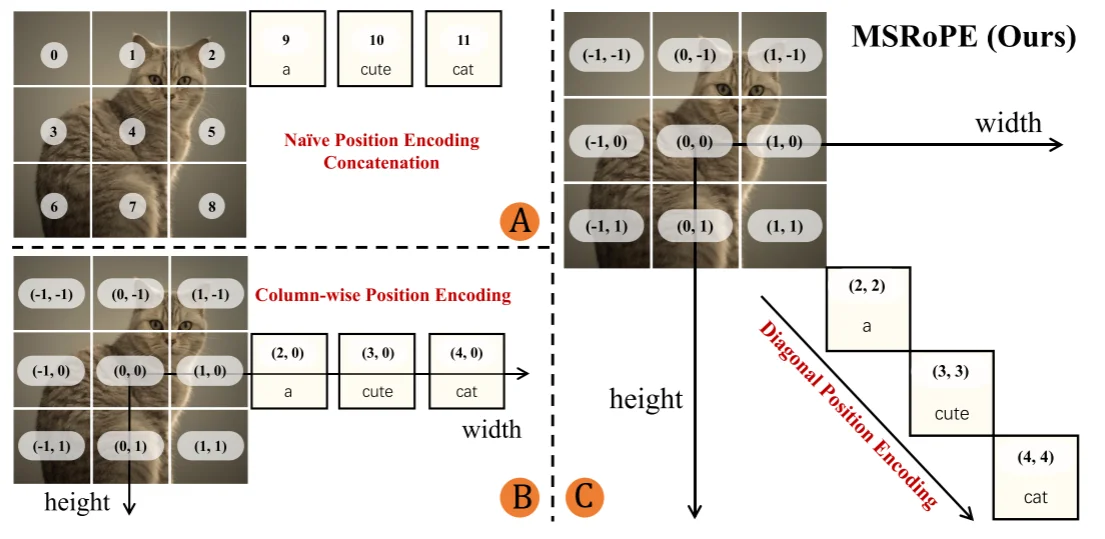 0
1
2
3
4
5
6
7
8
9
a
10
cute
11
cat
Naïve Position Encoding
Concatenation
A
(-1, -1)
(0, -1)
(1, -1)
(-1, 0)
(0, 0)
(1, 0)
(-1, 1)
(0, 1)
(1, 1)
Column-wise Position Encoding
(2, 0)
a
(3, 0)
cute
(4, 0)
cat
width
height
B
MSRoPE (Ours)
(-1, -1)
(0, -1)
(1, -1)
(-1, 0)
(0, 0)
(1, 0)
(-1, 1)
(0, 1)
(1, 1)
width
height
Diagonal Position Encoding
(2, 2)
a
(3, 3)
cute
(4, 4)
cat
C